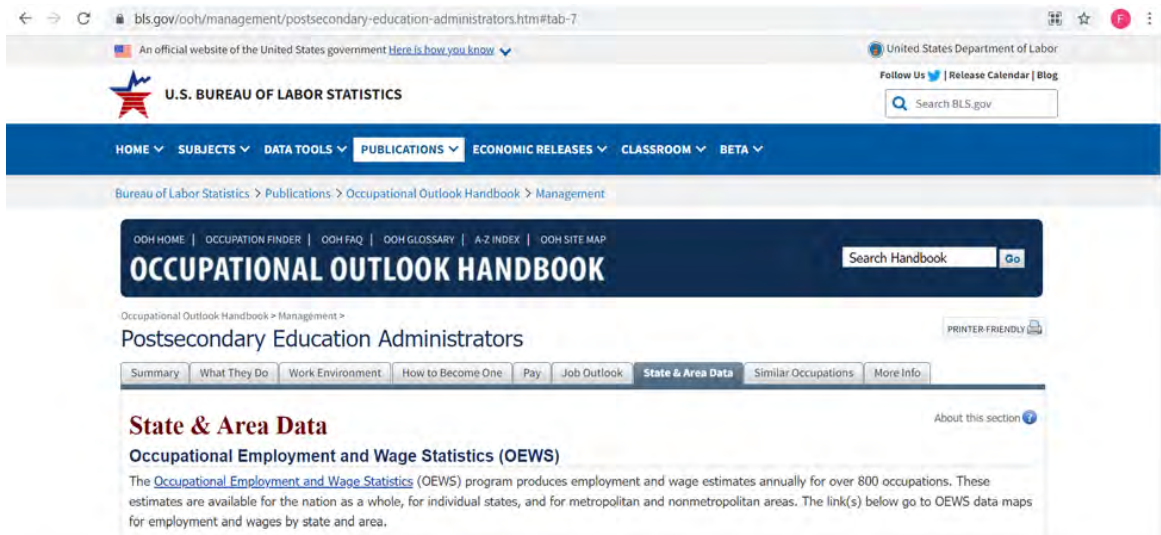 bls.gov/ooh/management/postsecondary-education-administrators.htm#tab-7
F
An official website of the United States government Here is how you know
United States Department of Labor
Follow Us | Release Calendar | Blog
U.S. BUREAU OF LABOR STATISTICS
Search BLS.gov
HOME SUBJECTS DATA TOOLS PUBLICATIONS ECONOMIC RELEASES CLASSROOM BETA
Bureau of Labor Statistics > Publications > Occupational Outlook Handbook > Management
OOH HOME | OCCUPATION FINDER | OOH FAQ | OOH GLOSSARY | A-Z INDEX | OOH SITE MAP
OCCUPATIONAL OUTLOOK HANDBOOK
Search Handbook Go
Occupational Outlook Handbook > Management >
Postsecondary Education Administrators
PRINTER-FRIENDLY
Summary What They Do Work Environment How to Become One Pay Job Outlook State & Area Data Similar Occupations More Info
State & Area Data
About this section ?
Occupational Employment and Wage Statistics (OEWS)
The Occupational Employment and Wage Statistics (OEWS) program produces employment and wage estimates annually for over 800 occupations. These
estimates are available for the nation as a whole, for individual states, and for metropolitan and nonmetropolitan areas. The link(s) below go to OEWS data maps
for employment and wages by state and area.